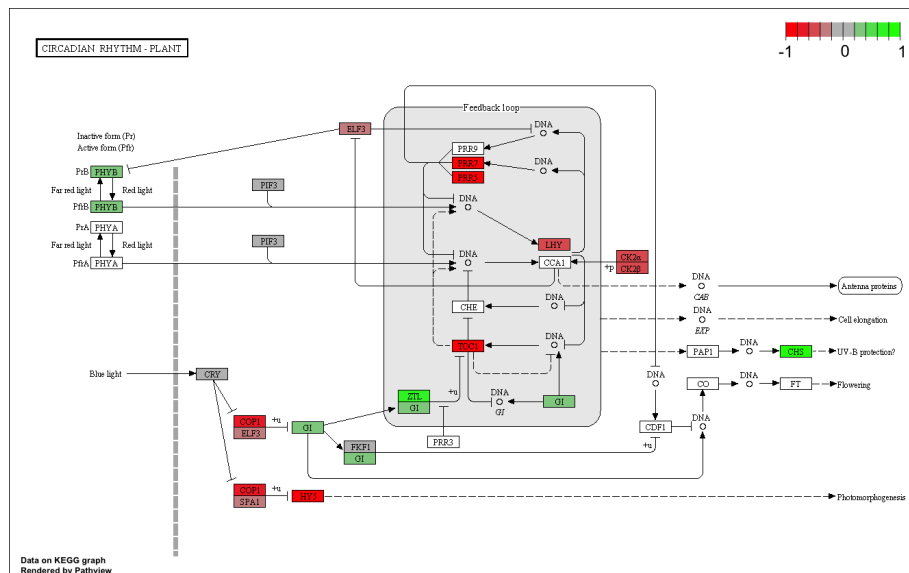 CIRCADIAN RHYTHM - PLANT
-1 0 1
Feedback loop
DNA
ELF3
Inactive form (Pr)
Active form (Pfr)
PRR9
PRR7
DNA
PRR5
PrB PHYB
Far red light Red light
PfrB PHYB
PIF3
DNA
PrA PHYA
Far red light Red light
PfrA PHYA
PIF3
LHY
DNA
CCA1
CK2α
CK2β
+p
DNA
CAB
Antenna proteins
CHE
DNA
DNA
EXP
Cell elongation
TOC1
DNA
PAP1
DNA
CHS
UV-B protection?
Blue light
CRY
DNA
CO
DNA
FT
Flowering
ZTL
GI
+u
DNA
GI
GI
COP1
ELF3
+u
GI
PRR3
CDF1
DNA
FKF1
GI
+u
COP1
SPA1
+u
HY5
Photomorphogenesis
Data on KEGG graph
Rendered by Pathview